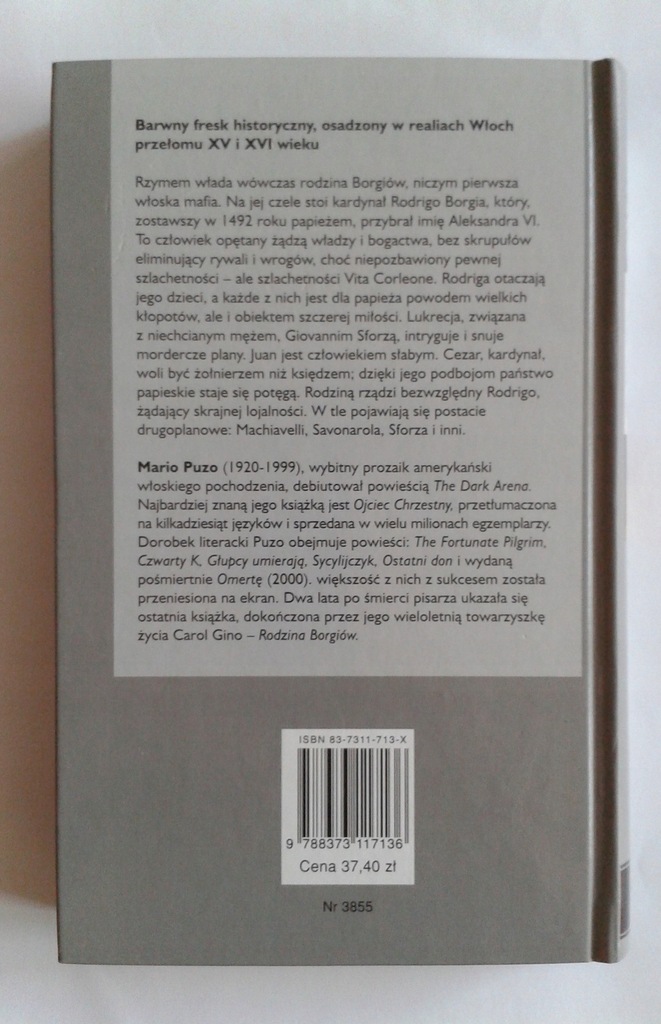 Barwny fresk historyczny, osadzony w realiach Włoch
przełomu XV i XVI wieku
Rzymem włada wówczas rodzina Borgiów, niczym pierwsza
włoska mafia. Na jej czele stoi kardynał Rodrigo Borgia, który,
zostawszy w 1492 roku papieżem, przybrał imię Aleksandra VI.
To człowiek opętany żądzą władzy i bogactwa, bez skrupułów
eliminujący rywali i wrogów, choć niepozbawiony pewnej
szlachetności – ale szlachetności Vita Corleone. Rodriga otaczają
jego dzieci, a każde z nich jest dla papieża powodem wielkich
kłopotów, ale i obiektem szczerej miłości. Lukrecja, związana
z niechcianym mężem, Giovannim Sforzą, intryguje i snuje
mordercze plany. Juan jest człowiekiem słabym. Cezar, kardynał,
woli być żołnierzem niż księdzem; dzięki jego podbojom państwo
papieskie staje się potęgą. Rodziną rządzi bezwzględny Rodrigo,
żądający skrajnej lojalności. W tle pojawiają się postacie
drugoplanowe: Machiavelli, Savonarola, Sforza i inni.
Mario Puzo (1920-1999), wybitny prozaik amerykański
włoskiego pochodzenia, debiutował powieścią The Dark Arena.
Najbardziej znaną jego książką jest Ojciec Chrzestny, przetłumaczona
na kilkadziesiąt języków i sprzedana w wielu milionach egzemplarzy.
Dorobek literacki Puzo obejmuje powieści: The Fortunate Pilgrim,
Czwarty K, Głupcy umierają, Sycylijczyk, Ostatni don i wydaną
pośmiertnie Omertę (2000). większość z nich z sukcesem została
przeniesiona na ekran. Dwa lata po śmierci pisarza ukazała się
ostatnia książka, dokończona przez jego wieloletnią towarzyszkę
życia Carol Gino – Rodzina Borgiów.
ISBN 83-7311-713-X
9 788373 117136
Cena 37,40 zł
Nr 3855